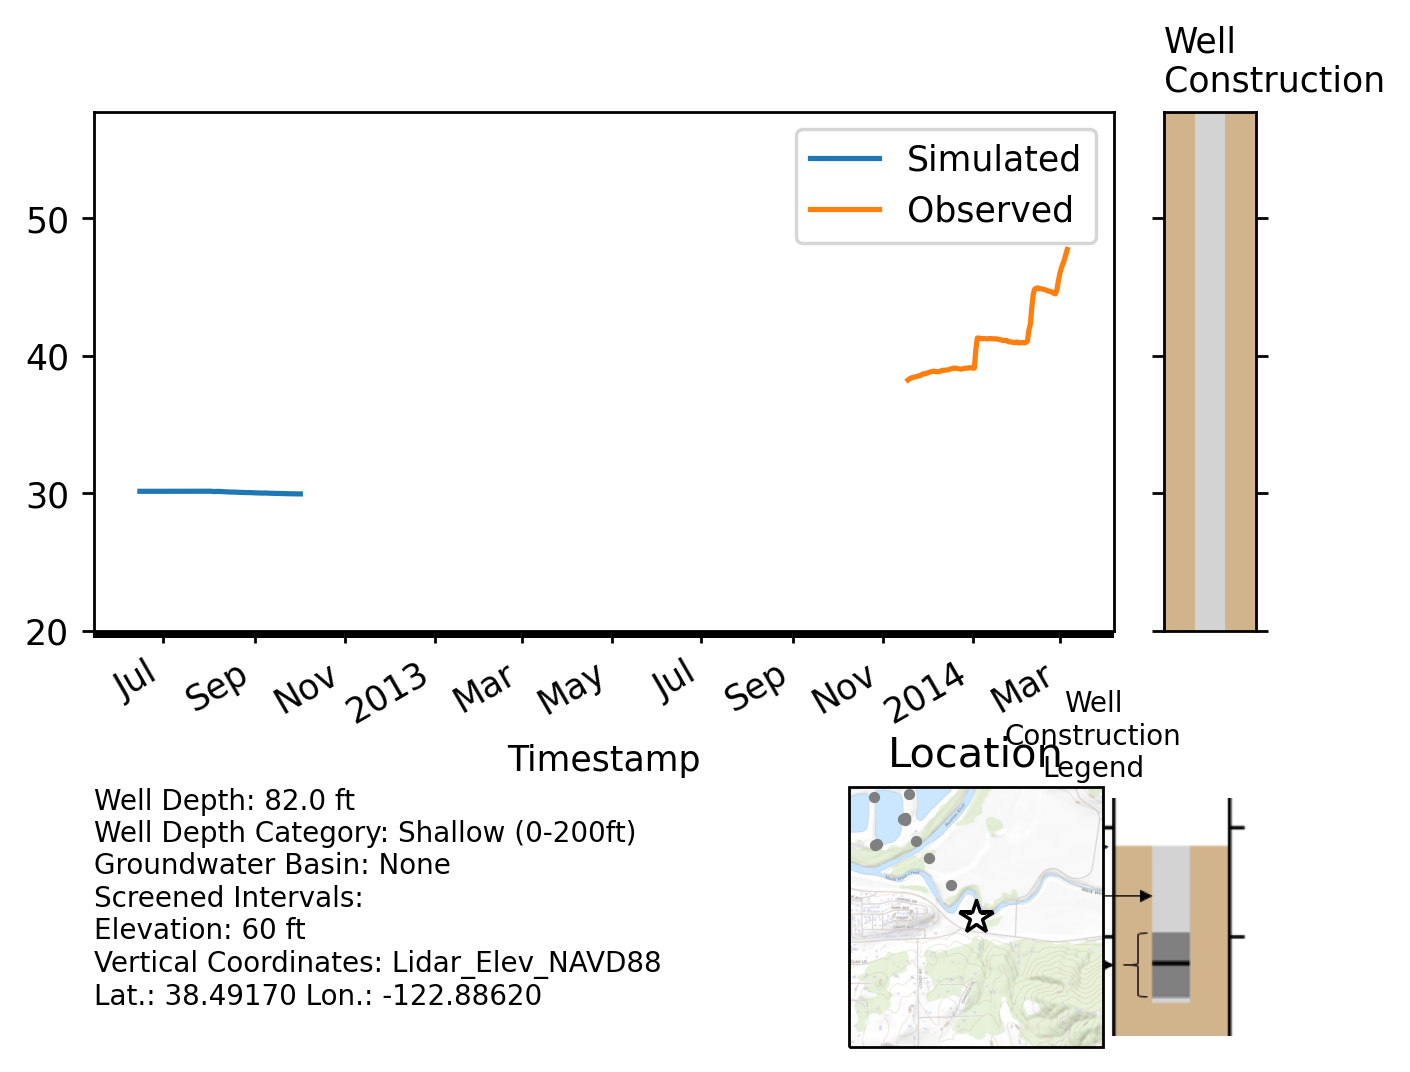 Well
Construction
Simulated
Observed
50
40
30
20
Jul
Sep
Nov
2013
Mar
May
Jul
Sep
Nov
2014
Mar
Timestamp
Well
Construction
Legend
Location
Well Depth: 82.0 ft
Well Depth Category: Shallow (0-200ft)
Groundwater Basin: None
Screened Intervals:
Elevation: 60 ft
Vertical Coordinates: Lidar_Elev_NAVD88
Lat.: 38.49170 Lon.: -122.88620